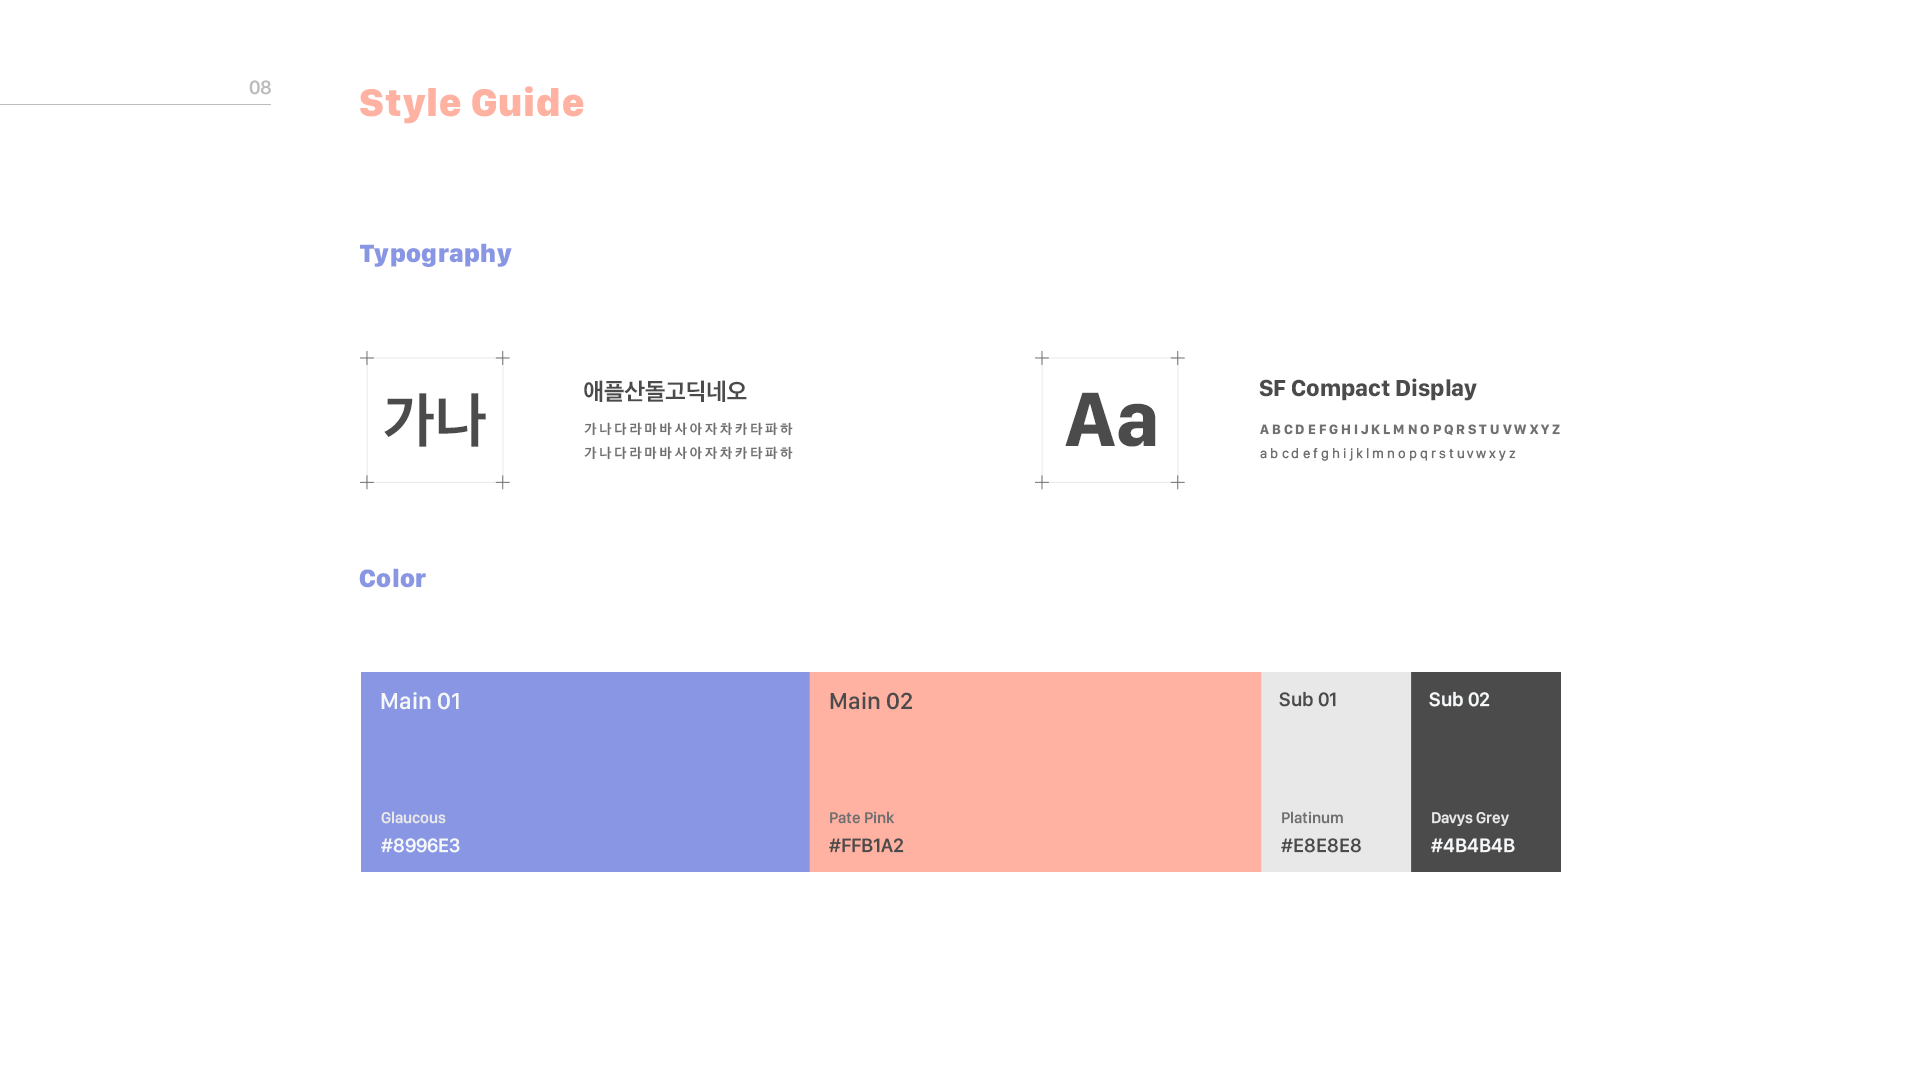 08
Style Guide
Typography
가나
애플산돌고딕네오
가나다라마바사아자차카타파하
가나다라마바사아자차카타파하
Aa
SF Compact Display
ABCDEFGHIJKLMNOPQRSTUVWXYZ
abcdefghijklmnopqrstuvwxyz
Color
Main 01
Glaucous
#8996E3
Main 02
Pate Pink
#FFB1A2
Sub 01
Platinum
#E8E8E8
Sub 02
Davys Grey
#4B4B4B